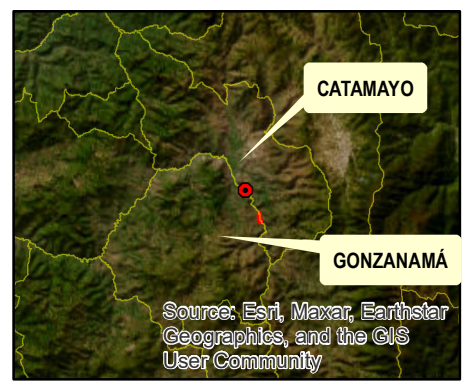 CATAMAYO
GONZANAMÁ
Source: Esri, Maxar, Earthstar
Geographics, and the GIS
User Community